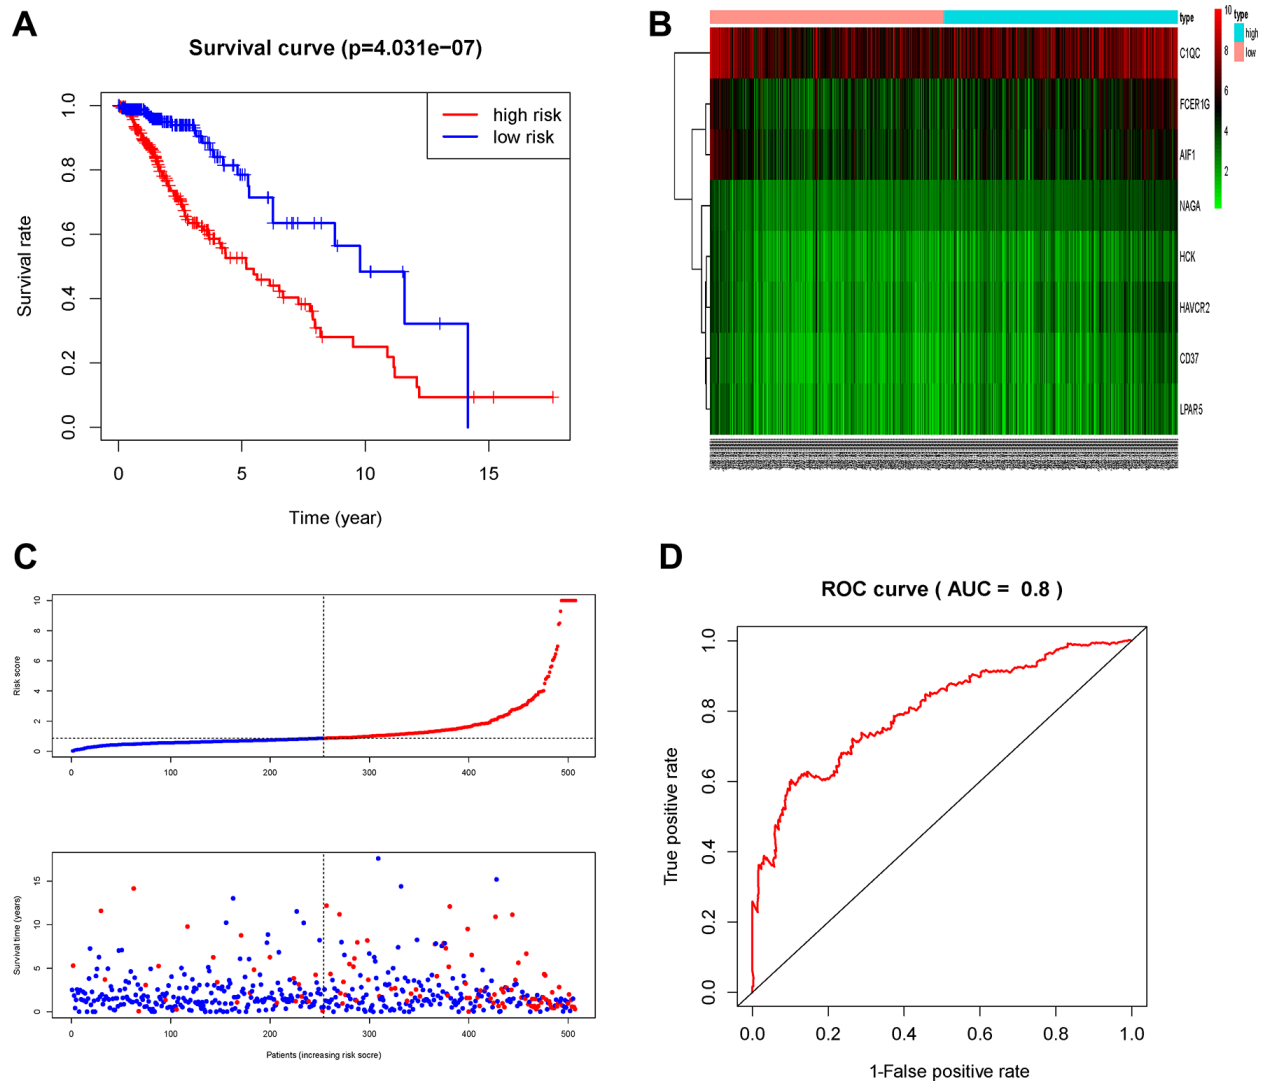 A
Survival curve (p=4.031e−07)
high risk
low risk
Survival rate
1.0
0.8
0.6
0.4
0.2
0.0
0
5
10
15
Time (year)
B
type
C1QC
FCER1G
AIF1
NAGA
HCK
HAVCR2
CD37
LPAR5
10
8
6
4
2
type
high
low
C
Risk score
10
8
6
4
2
0
0
100
200
300
400
500
Survival time (years)
15
10
5
0
0
100
200
300
400
500
Patients (increasing risk socre)
D
ROC curve ( AUC = 0.8 )
True positive rate
1.0
0.8
0.6
0.4
0.2
0.0
0.0
0.2
0.4
0.6
0.8
1.0
1-False positive rate